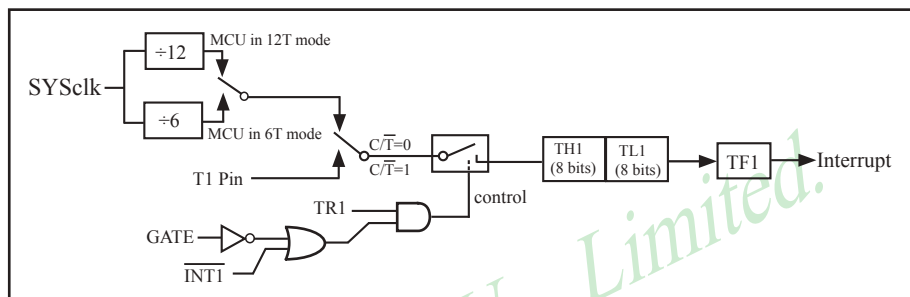 ÷12
MCU in 12T mode
SYSclk
÷6
MCU in 6T mode
C/T̅=0
C/T̅=1
T1 Pin
TH1
(8 bits)
TL1
(8 bits)
TF1
Interrupt
TR1
control
GATE
I̅N̅T̅1̅
Limited.